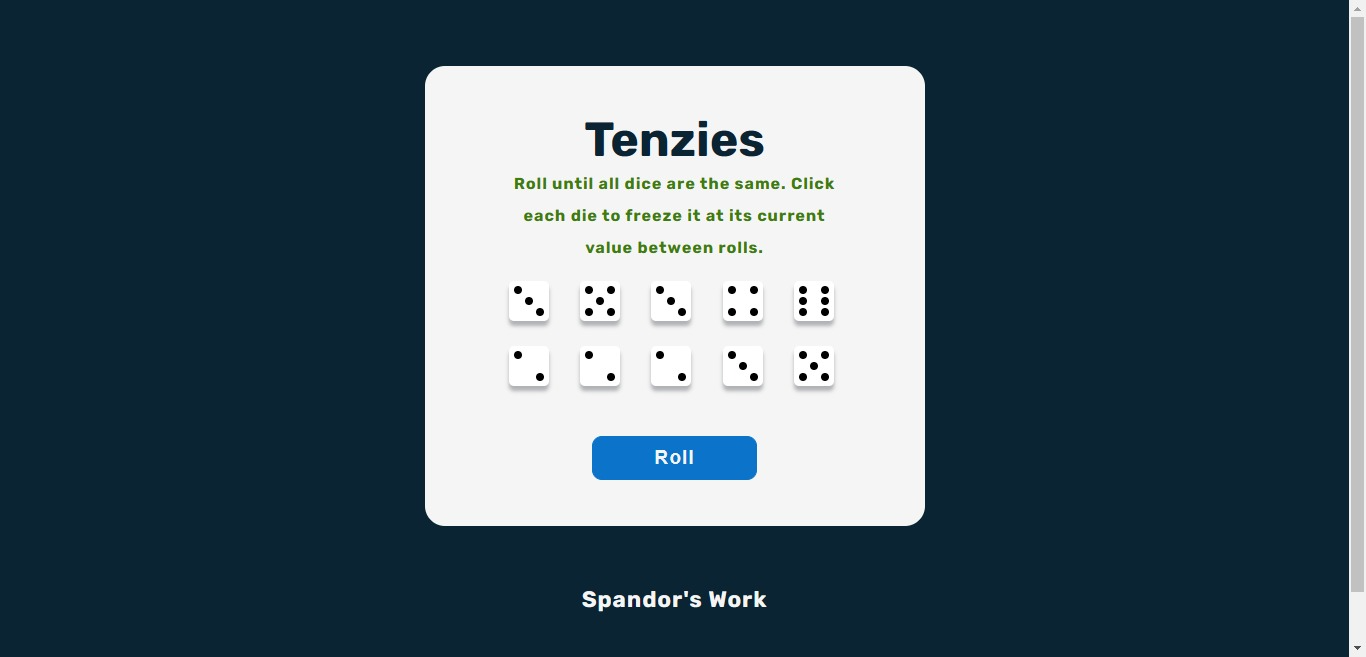 Tenzies
Roll until all dice are the same. Click
each die to freeze it at its current
value between rolls.
Roll
Spandor's Work